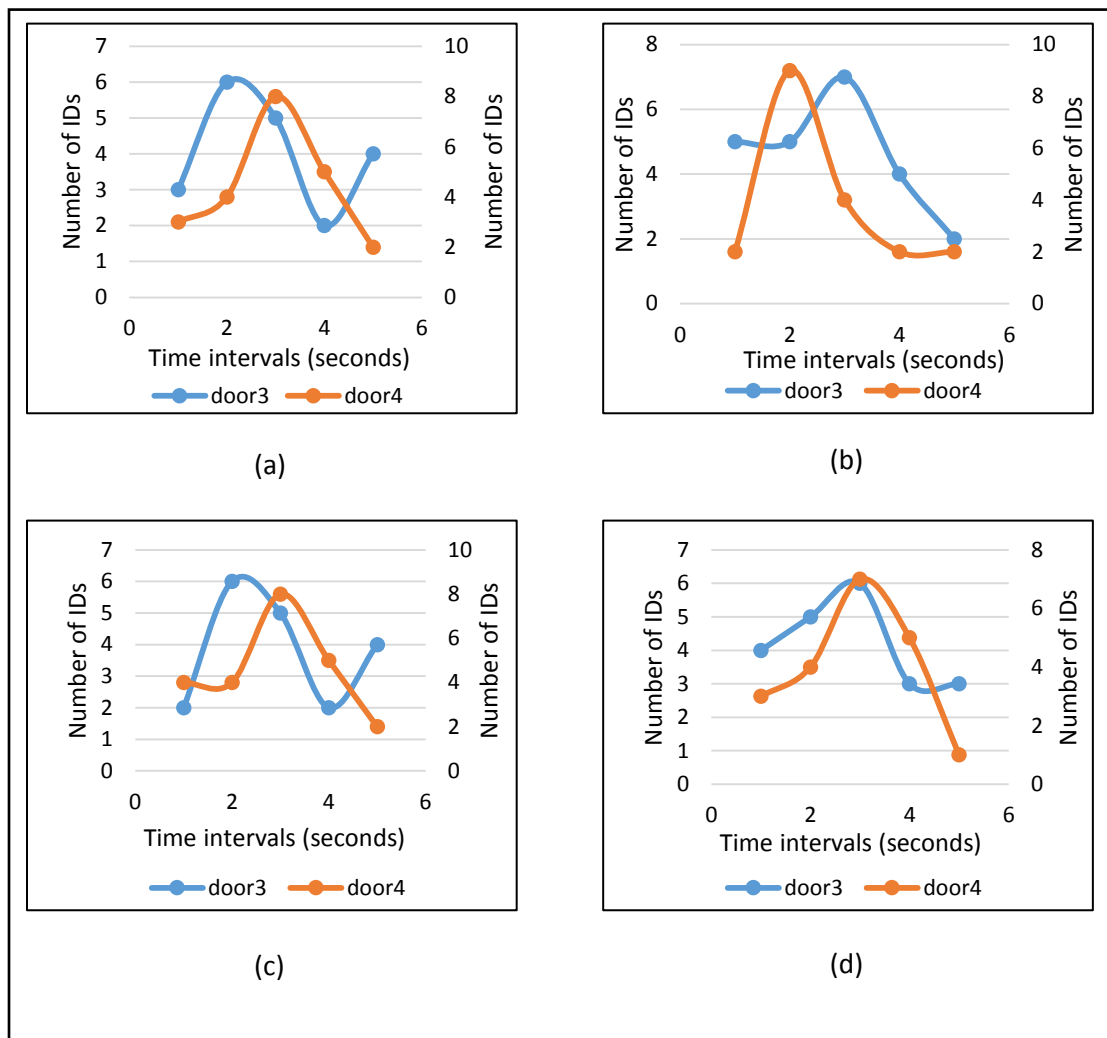 7
6
5
4
3
2
1
0
10
8
6
4
2
0
Number of IDs
Number of IDs
0 2 4 6
Time intervals (seconds)
door3 door4
(a)
8
6
4
2
0
10
8
6
4
2
0
Number of IDs
Number of IDs
0 2 4 6
Time intervals (seconds)
door3 door4
(b)
7
6
5
4
3
2
1
0
10
8
6
4
2
0
Number of IDs
Number of IDs
0 2 4 6
Time intervals (seconds)
door3 door4
(c)
7
6
5
4
3
2
1
0
8
6
4
2
0
Number of IDs
Number of IDs
0 2 4 6
Time intervals (seconds)
door3 door4
(d)